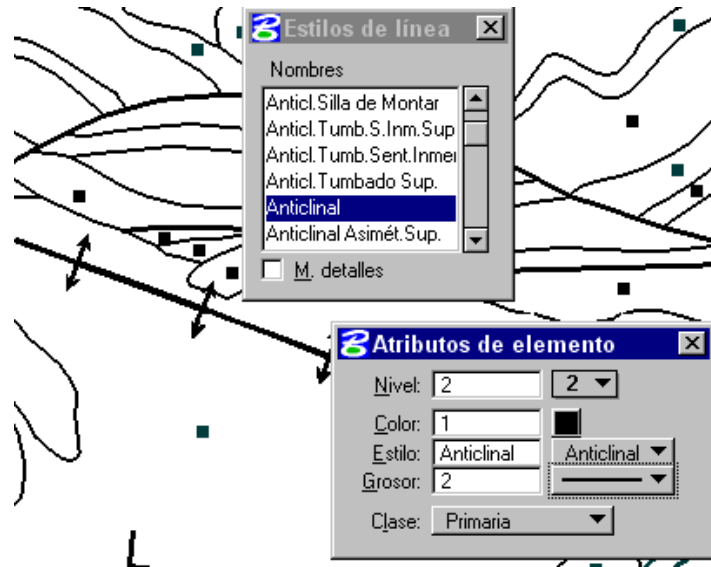 Estilos de línea
Nombres
Anticl.Silla de Montar
Anticl.Tumb.S.Inm.Sup
Anticl.Tumb.Sent.Inmer
Anticl.Tumbado Sup.
Anticlinal
Anticlinal Asimét.Sup.
M. detalles
Atributos de elemento
Nivel: 2 2
Color: 1
Estilo: Anticlinal Anticlinal
Grosor: 2
Clase: Primaria